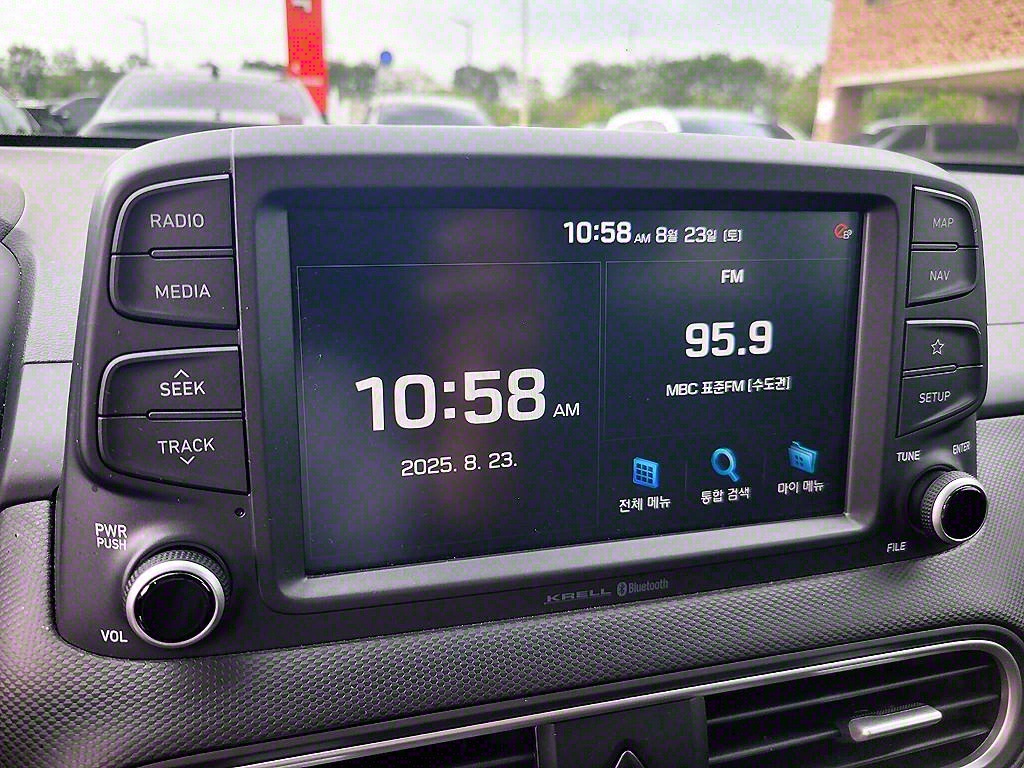 RADIO
MEDIA
SEEK
TRACK
PWR
PUSH
VOL
10:58 AM 8월 23일 [토]
10:58 AM
2025. 8. 23.
FM
95.9
MBC 표준FM [수도권]
전체 메뉴
통합 검색
마이 메뉴
MAP
NAV
SETUP
TUNE
ENTER
FILE
KRELL Bluetooth